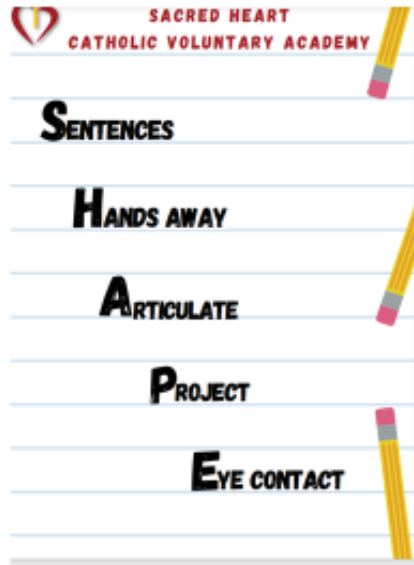 SACRED HEART
CATHOLIC VOLUNTARY ACADEMY
SENTENCES
HANDS AWAY
ARTICULATE
PROJECT
EYE CONTACT